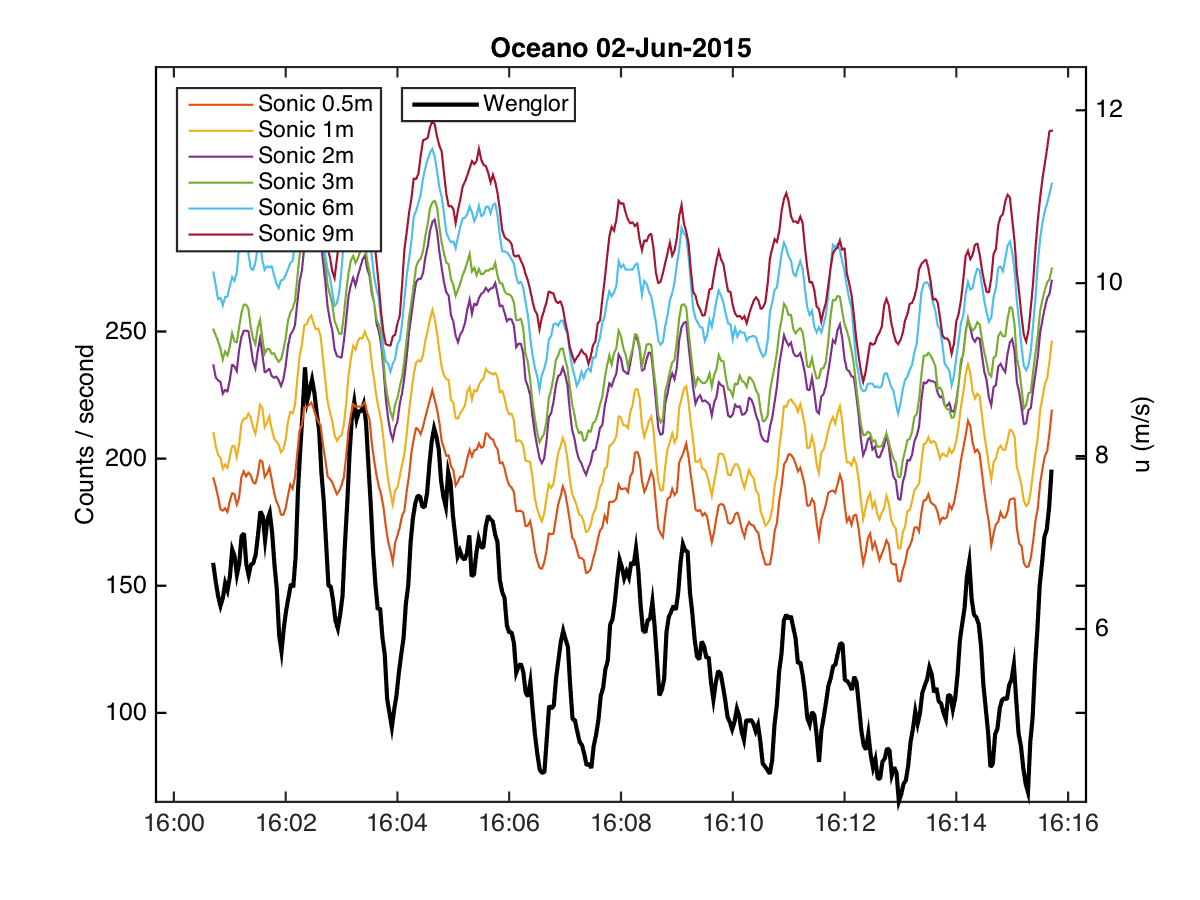 Oceano 02-Jun-2015
Sonic 0.5m
Sonic 1m
Sonic 2m
Sonic 3m
Sonic 6m
Sonic 9m
Wenglor
Counts / second
250
200
150
100
12
10
8
6
u (m/s)
16:00 16:02 16:04 16:06 16:08 16:10 16:12 16:14 16:16